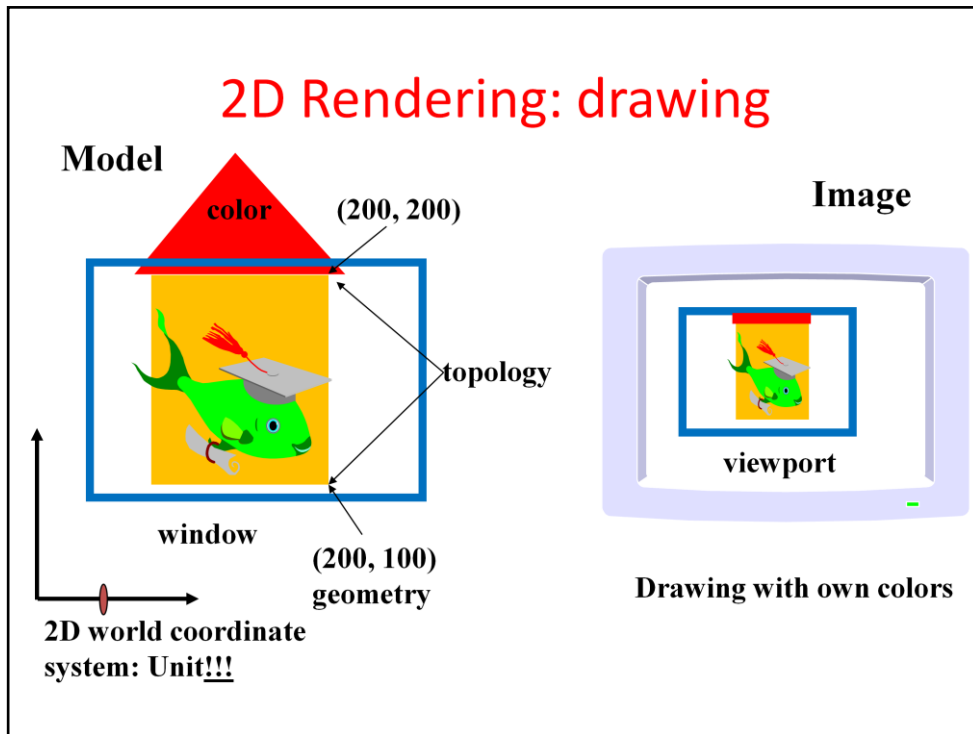 2D Rendering: drawing
Model
Image
color
(200, 200)
topology
window
(200, 100)
geometry
viewport
Drawing with own colors
2D world coordinate
system: Unit!!!